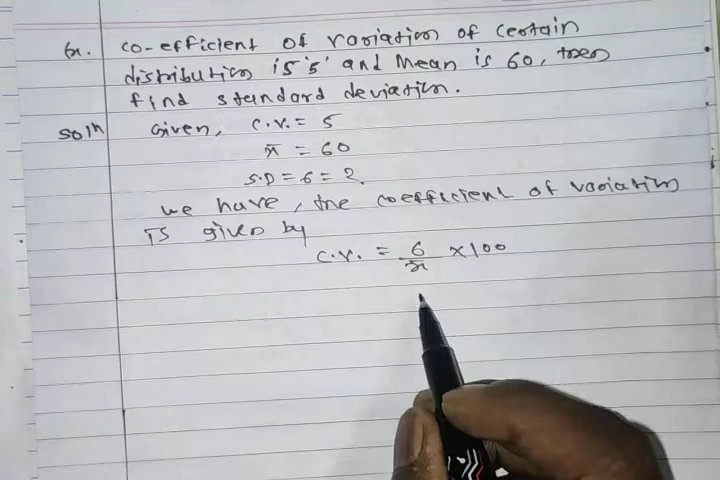 Ex. Co-efficient of variation of certain
distribution is '5' and Mean is 60, then
find standard deviation.
Soln Given, C.V. = 5
x̄ = 60
S.D = σ = ?
we have, the coefficient of variation
is given by
C.V. = σ/x̄ × 100